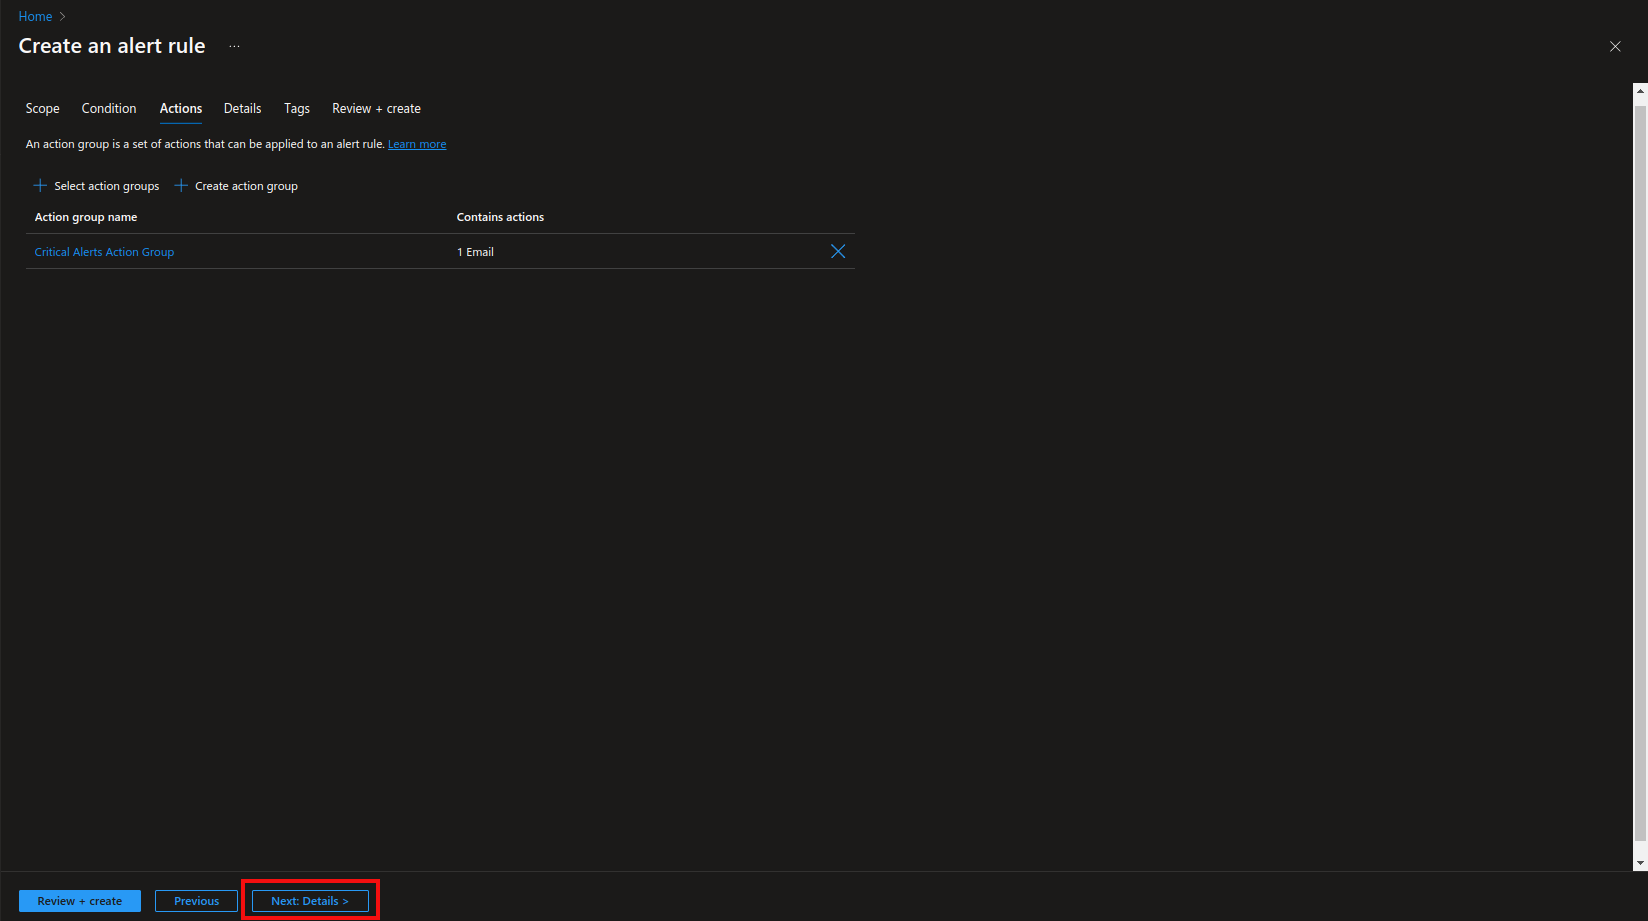 Home >
Create an alert rule ...
Scope Condition Actions Details Tags Review + create
An action group is a set of actions that can be applied to an alert rule. Learn more
+ Select action groups + Create action group
Action group name Contains actions
Critical Alerts Action Group 1 Email
Review + create Previous Next: Details >